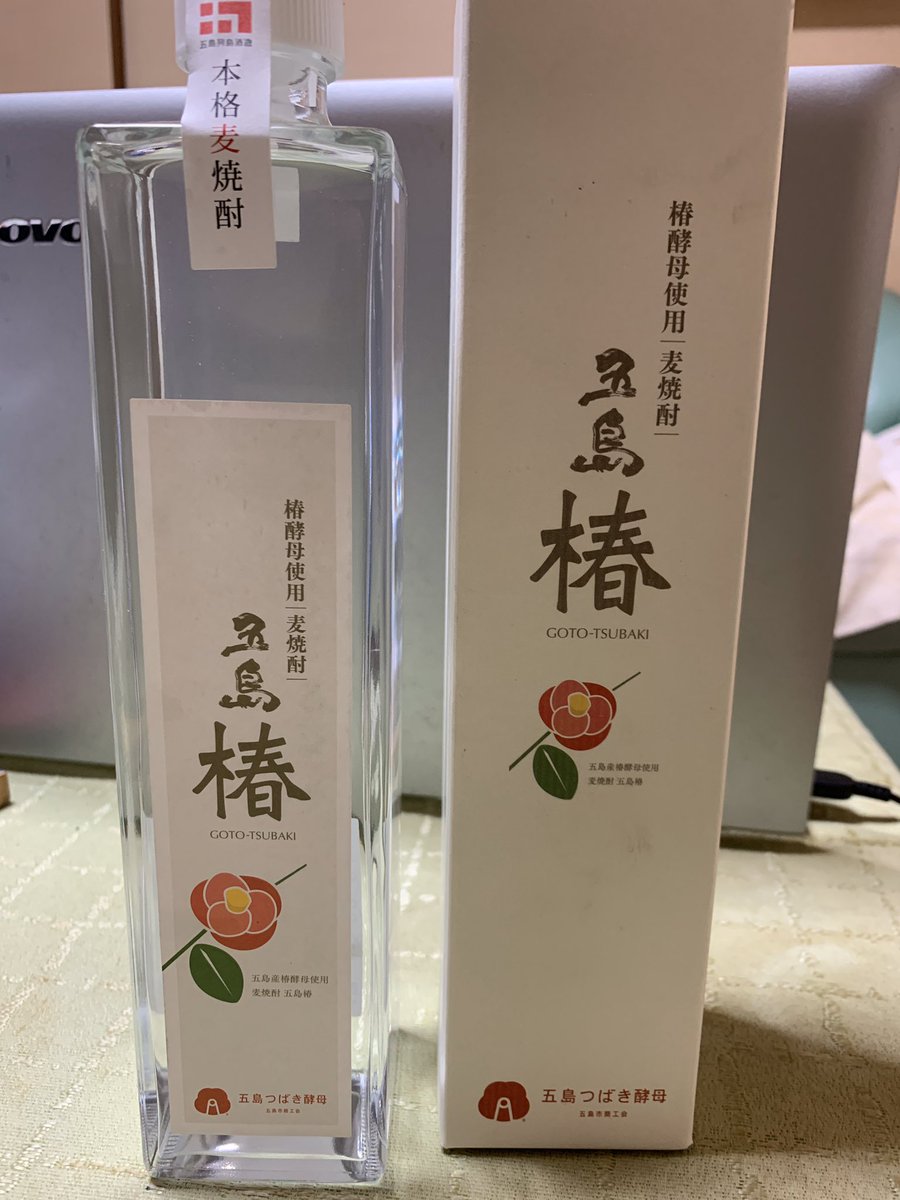 五島列島酒造
本格麦焼酎
椿酵母使用|麦焼酎|
五島
椿
GOTO-TSUBAKI
五島産椿酵母使用
麦焼酎 五島椿
五島つばき酵母
五島市商工会
椿酵母使用|麦焼酎|
五島
椿
GOTO-TSUBAKI
五島産椿酵母使用
麦焼酎 五島椿
五島つばき酵母
五島市商工会
ovo